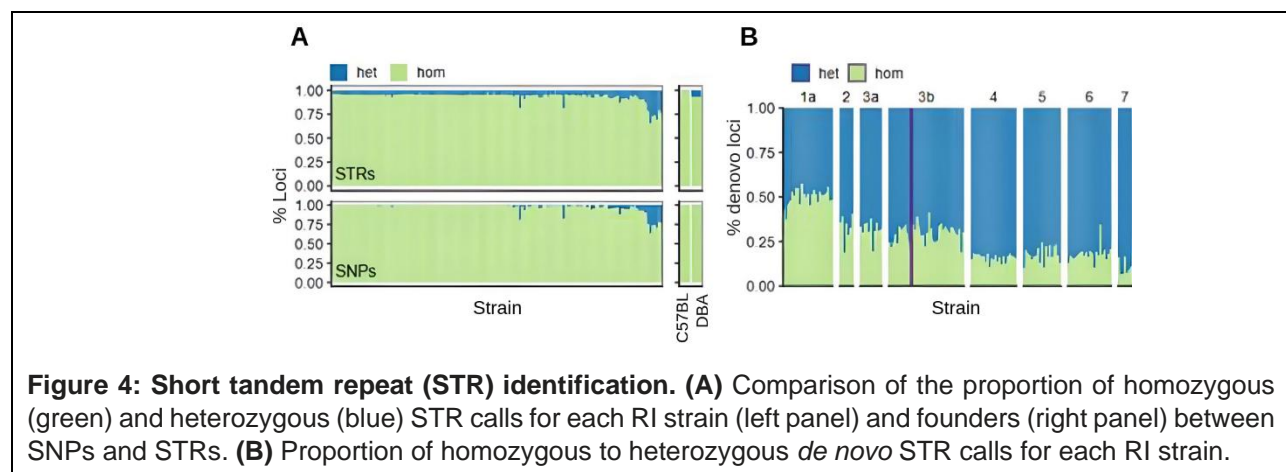 A
B
het hom
het hom
1a 2 3a 3b 4 5 6 7
1.00
0.75
0.50
0.25
0.00
STRs
1.00
0.75
0.50
0.25
0.00
SNPs
% Loci
Strain
C57BL
DBA
1.00
0.75
0.50
0.25
0.00
% denovo loci
Strain
Figure 4: Short tandem repeat (STR) identification. (A) Comparison of the proportion of homozygous
(green) and heterozygous (blue) STR calls for each RI strain (left panel) and founders (right panel) between
SNPs and STRs. (B) Proportion of homozygous to heterozygous de novo STR calls for each RI strain.